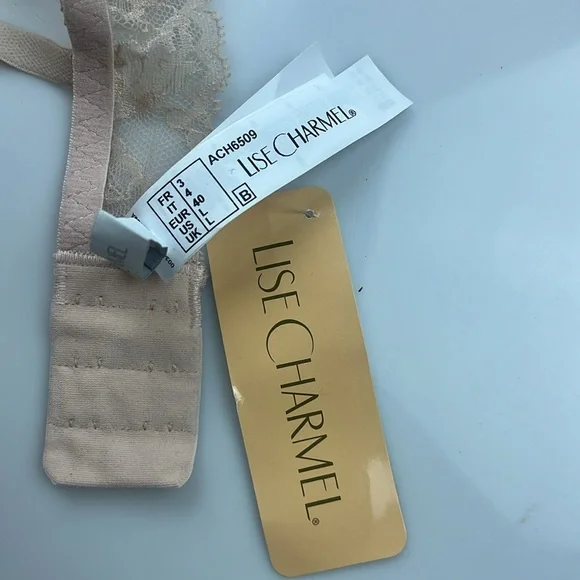 ACH6509
LISE CHARMEL®
FR 3
IT 4
EUR 40
US L
UK L
B
LISE CHARMEL®